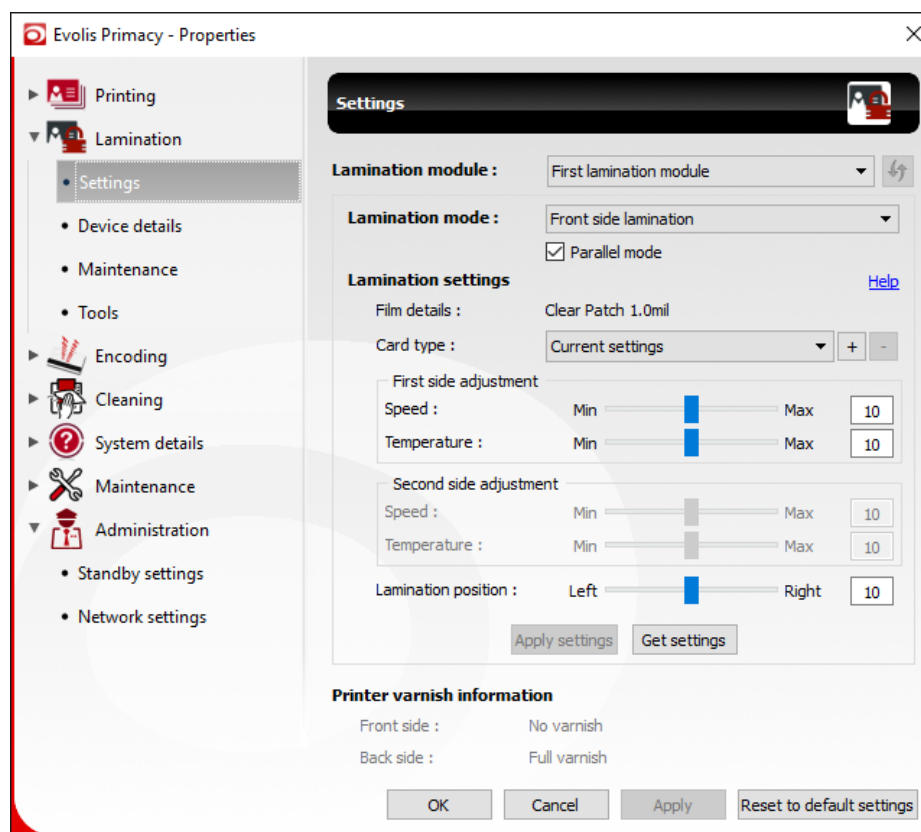 Evolis Primacy - Properties
Printing
Lamination
Settings
Device details
Maintenance
Tools
Encoding
Cleaning
System details
Maintenance
Administration
Standby settings
Network settings
Settings
Lamination module : First lamination module
Lamination mode : Front side lamination
Parallel mode
Lamination settings Help
Film details : Clear Patch 1.0mil
Card type : Current settings + -
First side adjustment
Speed : Min Max 10
Temperature : Min Max 10
Second side adjustment
Speed : Min Max 10
Temperature : Min Max 10
Lamination position : Left Right 10
Apply settings Get settings
Printer varnish information
Front side : No varnish
Back side : Full varnish
OK Cancel Apply Reset to default settings